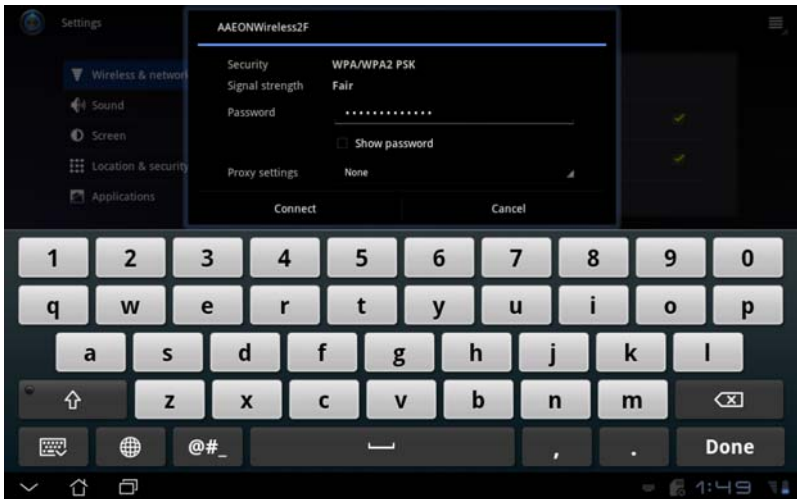 Settings
AAEONWireless2F
Security WPA/WPA2 PSK
Signal strength Fair
Password •••••••••••••
Show password
Proxy settings None
Connect Cancel
Wireless & network
Sound
Screen
Location & security
Applications
1 2 3 4 5 6 7 8 9 0
q w e r t y u i o p
a s d f g h j k l
z x c v b n m
@#_ , . Done
1:49